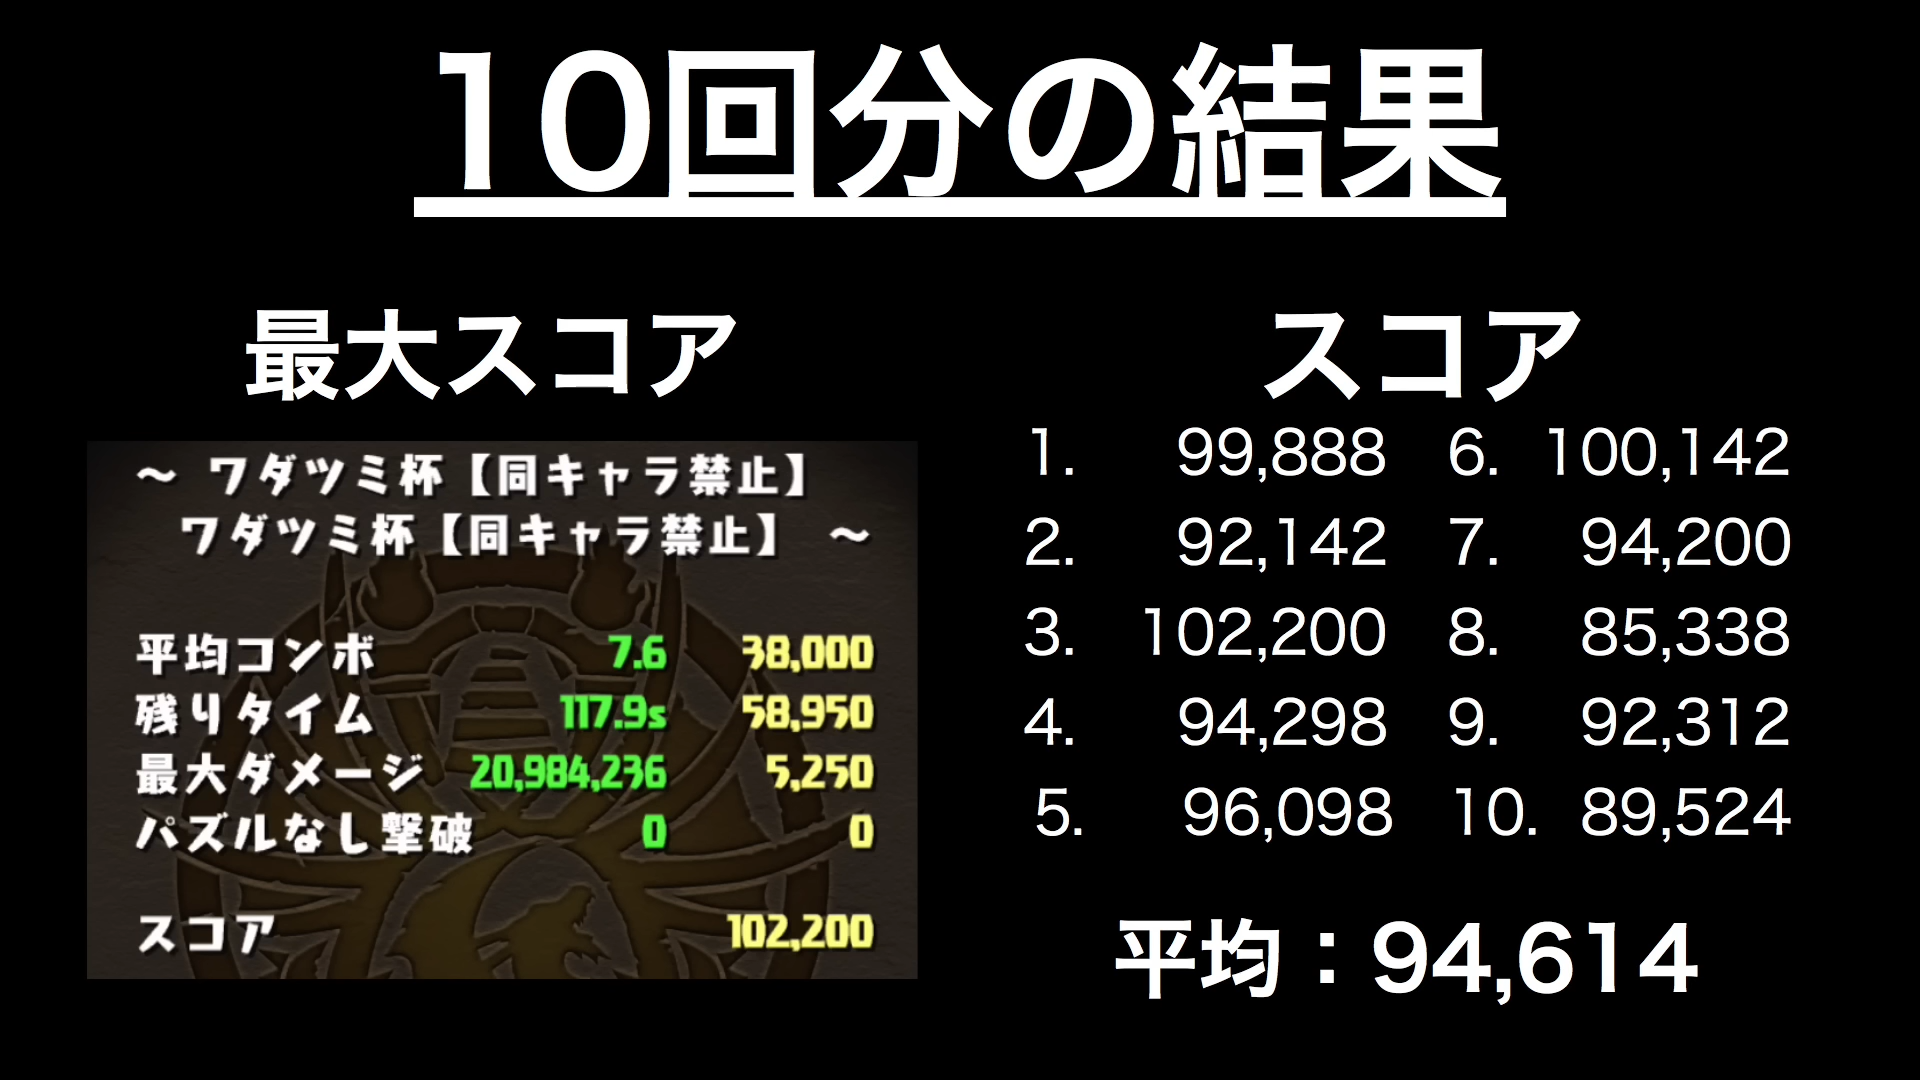 10回分の結果
最大スコア
～ ワダツミ杯【同キャラ禁止】
ワダツミ杯【同キャラ禁止】 ～
平均コンボ 7.6 38,000
残りタイム 117.9s 58,950
最大ダメージ 20,984,236 5,250
パズルなし撃破 0 0
スコア 102,200
スコア
1. 99,888 6. 100,142
2. 92,142 7. 94,200
3. 102,200 8. 85,338
4. 94,298 9. 92,312
5. 96,098 10. 89,524
平均：94,614